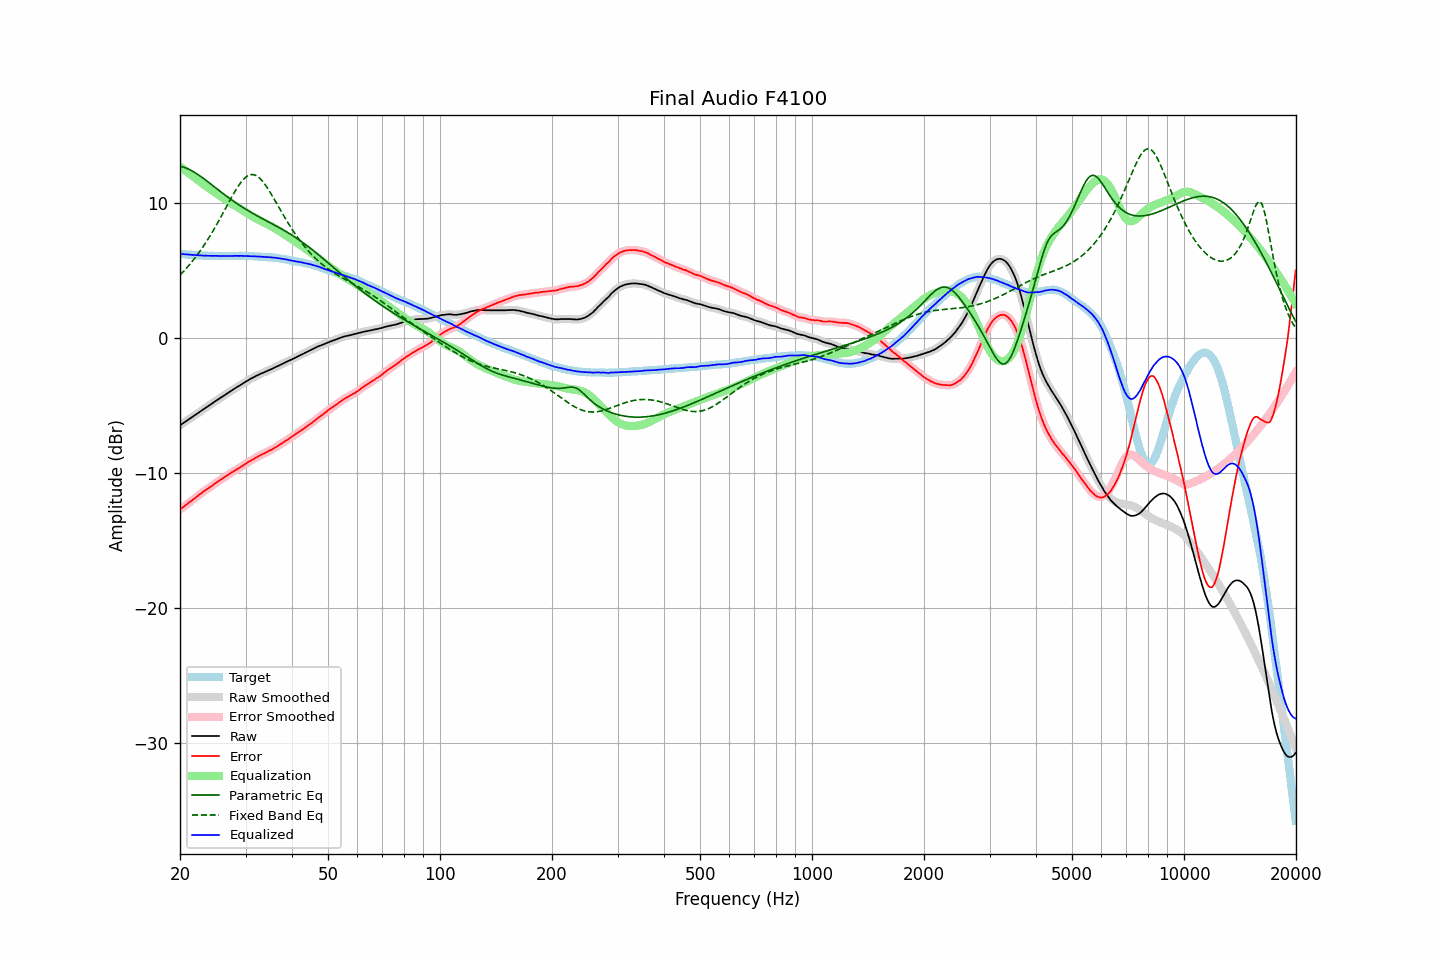 Final Audio F4100
Amplitude (dBr)
10
0
−10
−20
−30
Target
Raw Smoothed
Error Smoothed
Raw
Error
Equalization
Parametric Eq
Fixed Band Eq
Equalized
20 50 100 200 500 1000 2000 5000 10000 20000
Frequency (Hz)